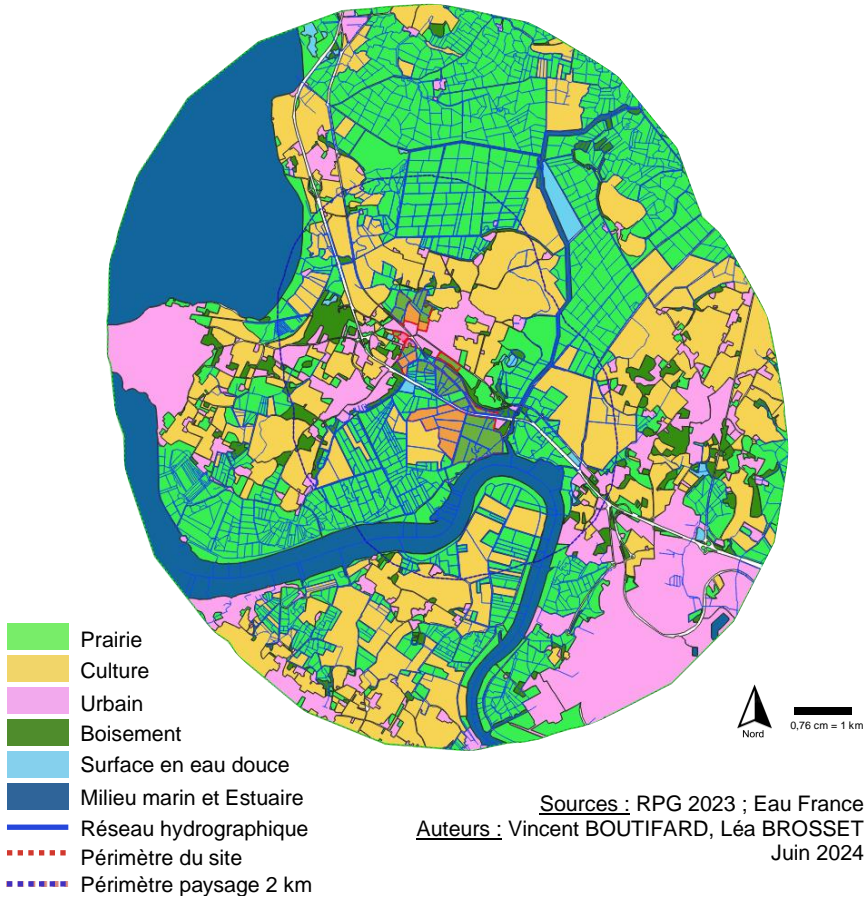 Prairie
Culture
Urbain
Boisement
Surface en eau douce
Milieu marin et Estuaire
Réseau hydrographique
Périmètre du site
Périmètre paysage 2 km
Nord
0,76 cm = 1 km
Sources : RPG 2023 ; Eau France
Auteurs : Vincent BOUTIFARD, Léa BROSSET
Juin 2024